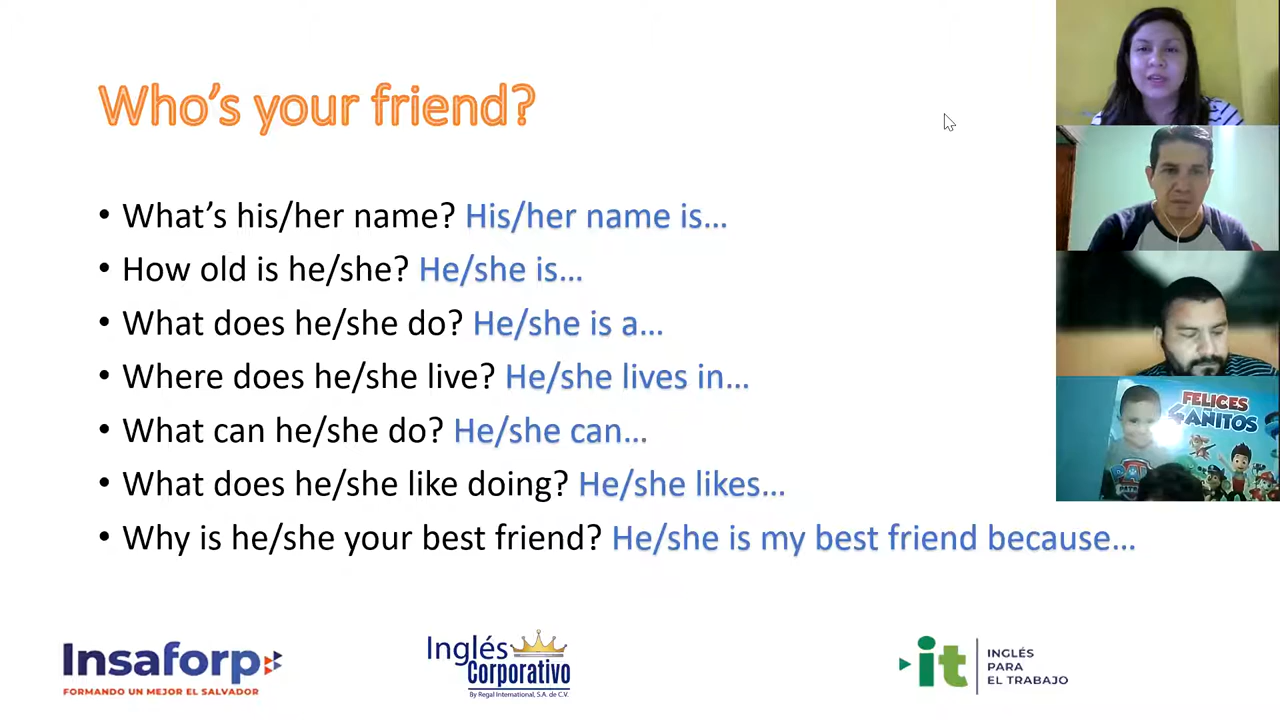 Who's your friend?
• What's his/her name? His/her name is...
• How old is he/she? He/she is...
• What does he/she do? He/she is a...
• Where does he/she live? He/she lives in...
• What can he/she do? He/she can...
• What does he/she like doing? He/she likes...
• Why is he/she your best friend? He/she is my best friend because...
FELICES
4 AÑITOS
Insaforp
FORMANDO UN MEJOR EL SALVADOR
Inglés
Corporativo
By Regal International, S.A. de C.V.
it
INGLÉS
PARA
EL TRABAJO